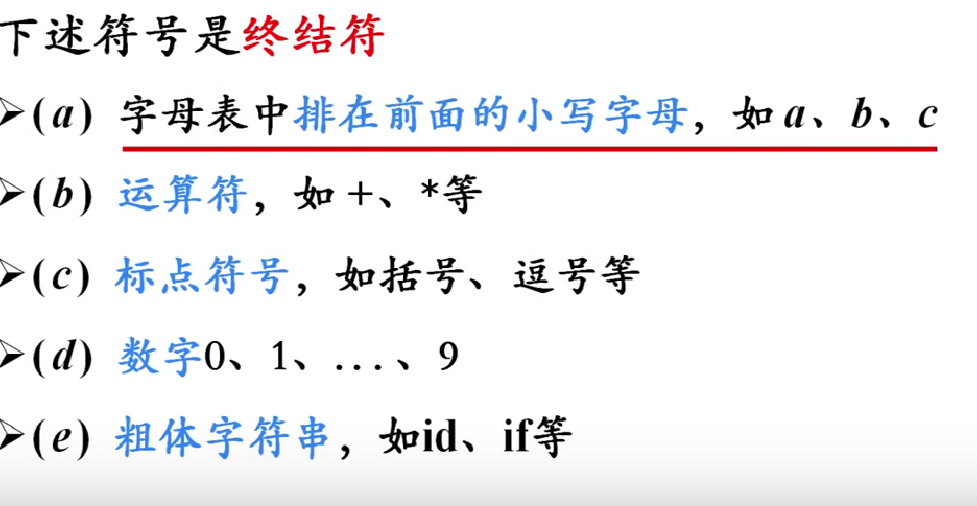 下述符号是终结符
➢(a) 字母表中排在前面的小写字母，如 a、b、c
➢(b) 运算符，如 +、*等
➢(c) 标点符号，如括号、逗号等
➢(d) 数字0、1、...、9
➢(e) 粗体字符串，如id、if等